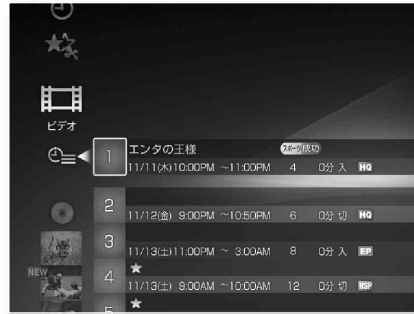 ビデオ
1
エンタの王様
スポーツ成功
11/11(木)10:00PM ~11:00PM 4 0分 入 HQ
2
11/12(金) 9:00PM ~10:50PM 6 0分 切 HQ
3
11/13(土)11:00PM ~ 3:00AM 8 0分 入 EP
NEW
4
★
11/13(土) 9:00AM ~10:00AM 12 0分 切 HSP
5
★